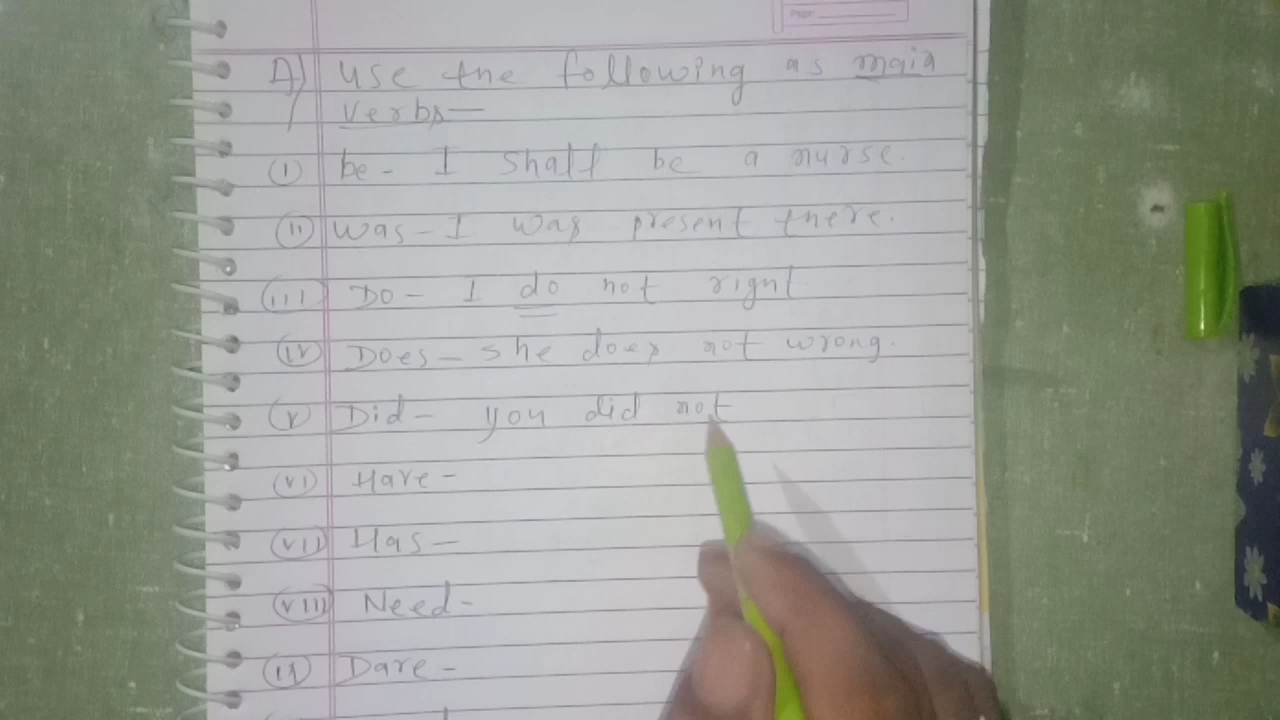 Page:
A) Use the following as main
verbs-
(i) be- I shall be a nurse.
(ii) Was- I was present there.
(iii) Do- I do not right.
(iv) Does- she does not wrong.
(v) Did- you did not
(vi) Have-
(vii) Has-
(viii) Need-
(ix) Dare-